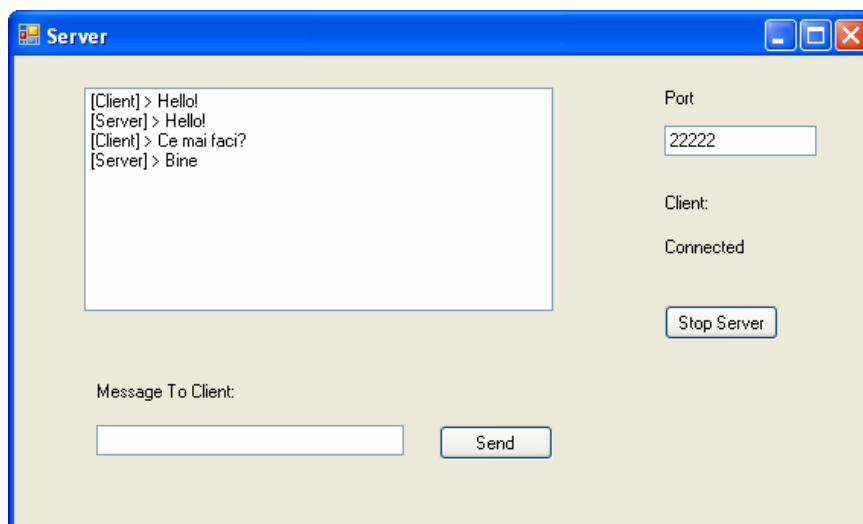 Server
[Client] > Hello!
[Server] > Hello!
[Client] > Ce mai faci?
[Server] > Bine
Port
22222
Client:
Connected
Stop Server
Message To Client:
Send